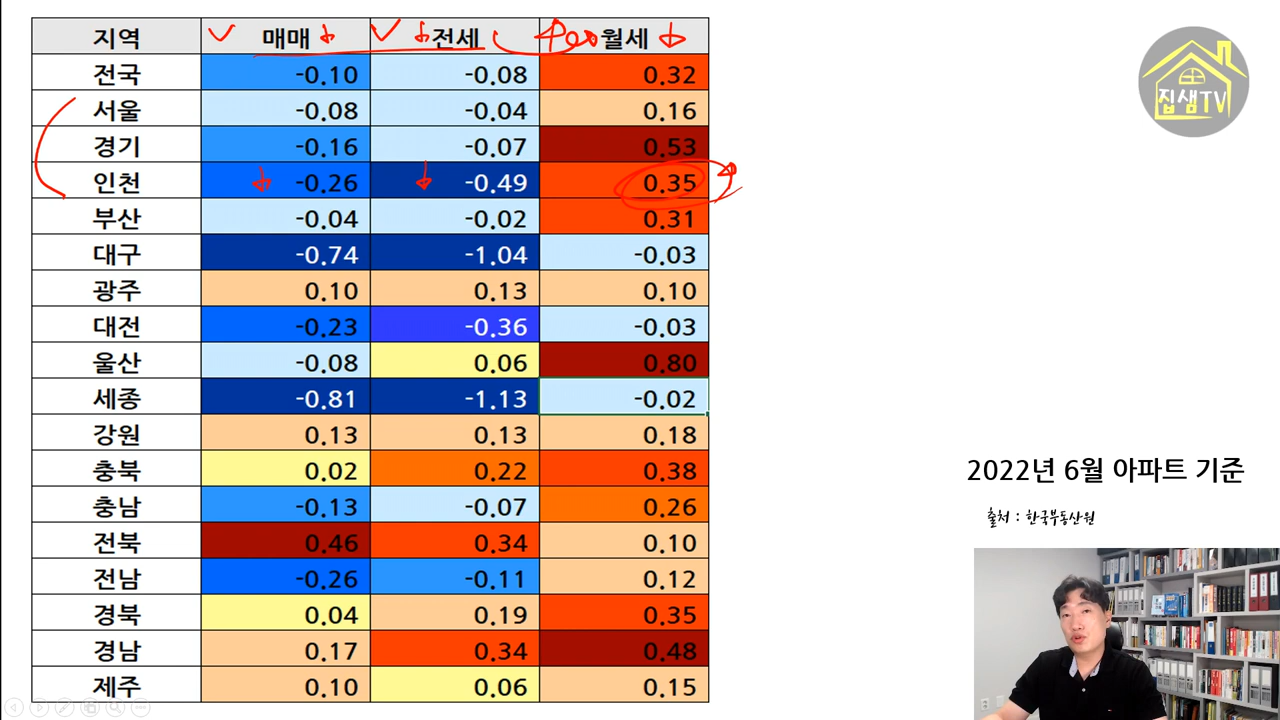 지역 매매 전세 월세
전국 -0.10 -0.08 0.32
서울 -0.08 -0.04 0.16
경기 -0.16 -0.07 0.53
인천 -0.26 -0.49 0.35
부산 -0.04 -0.02 0.31
대구 -0.74 -1.04 -0.03
광주 0.10 0.13 0.10
대전 -0.23 -0.36 -0.03
울산 -0.08 0.06 0.80
세종 -0.81 -1.13 -0.02
강원 0.13 0.13 0.18
충북 0.02 0.22 0.38
충남 -0.13 -0.07 0.26
전북 0.46 0.34 0.10
전남 -0.26 -0.11 0.12
경북 0.04 0.19 0.35
경남 0.17 0.34 0.48
제주 0.10 0.06 0.15
집샘TV
2022년 6월 아파트 기준
출처 : 한국부동산원